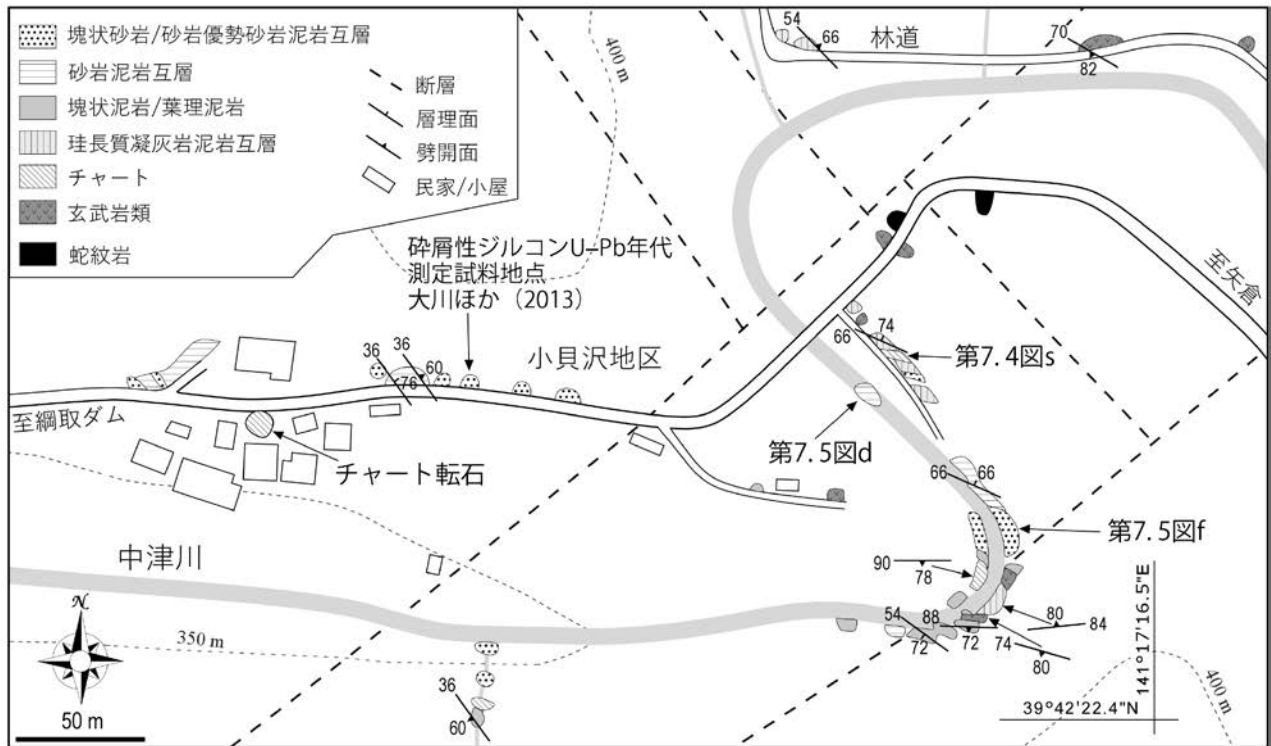 塊状砂岩/砂岩優勢砂岩泥岩互層
砂岩泥岩互層
塊状泥岩/葉理泥岩
珪長質凝灰岩泥岩互層
チャート
玄武岩類
蛇紋岩
断層
層理面
劈開面
民家/小屋
400 m
54
66
林道
70
82
砕屑性ジルコンU–Pb年代
測定試料地点
大川ほか（2013）
至矢倉
小貝沢地区
36
36
60
76
74
66
第7.4図s
至綱取ダム
チャート転石
第7.5図d
66
66
第7.5図f
中津川
90
78
54
88
80
84
72
72
74
80
350 m
36
60
N
50 m
141°17'16.5"E
39°42'22.4"N
400 m